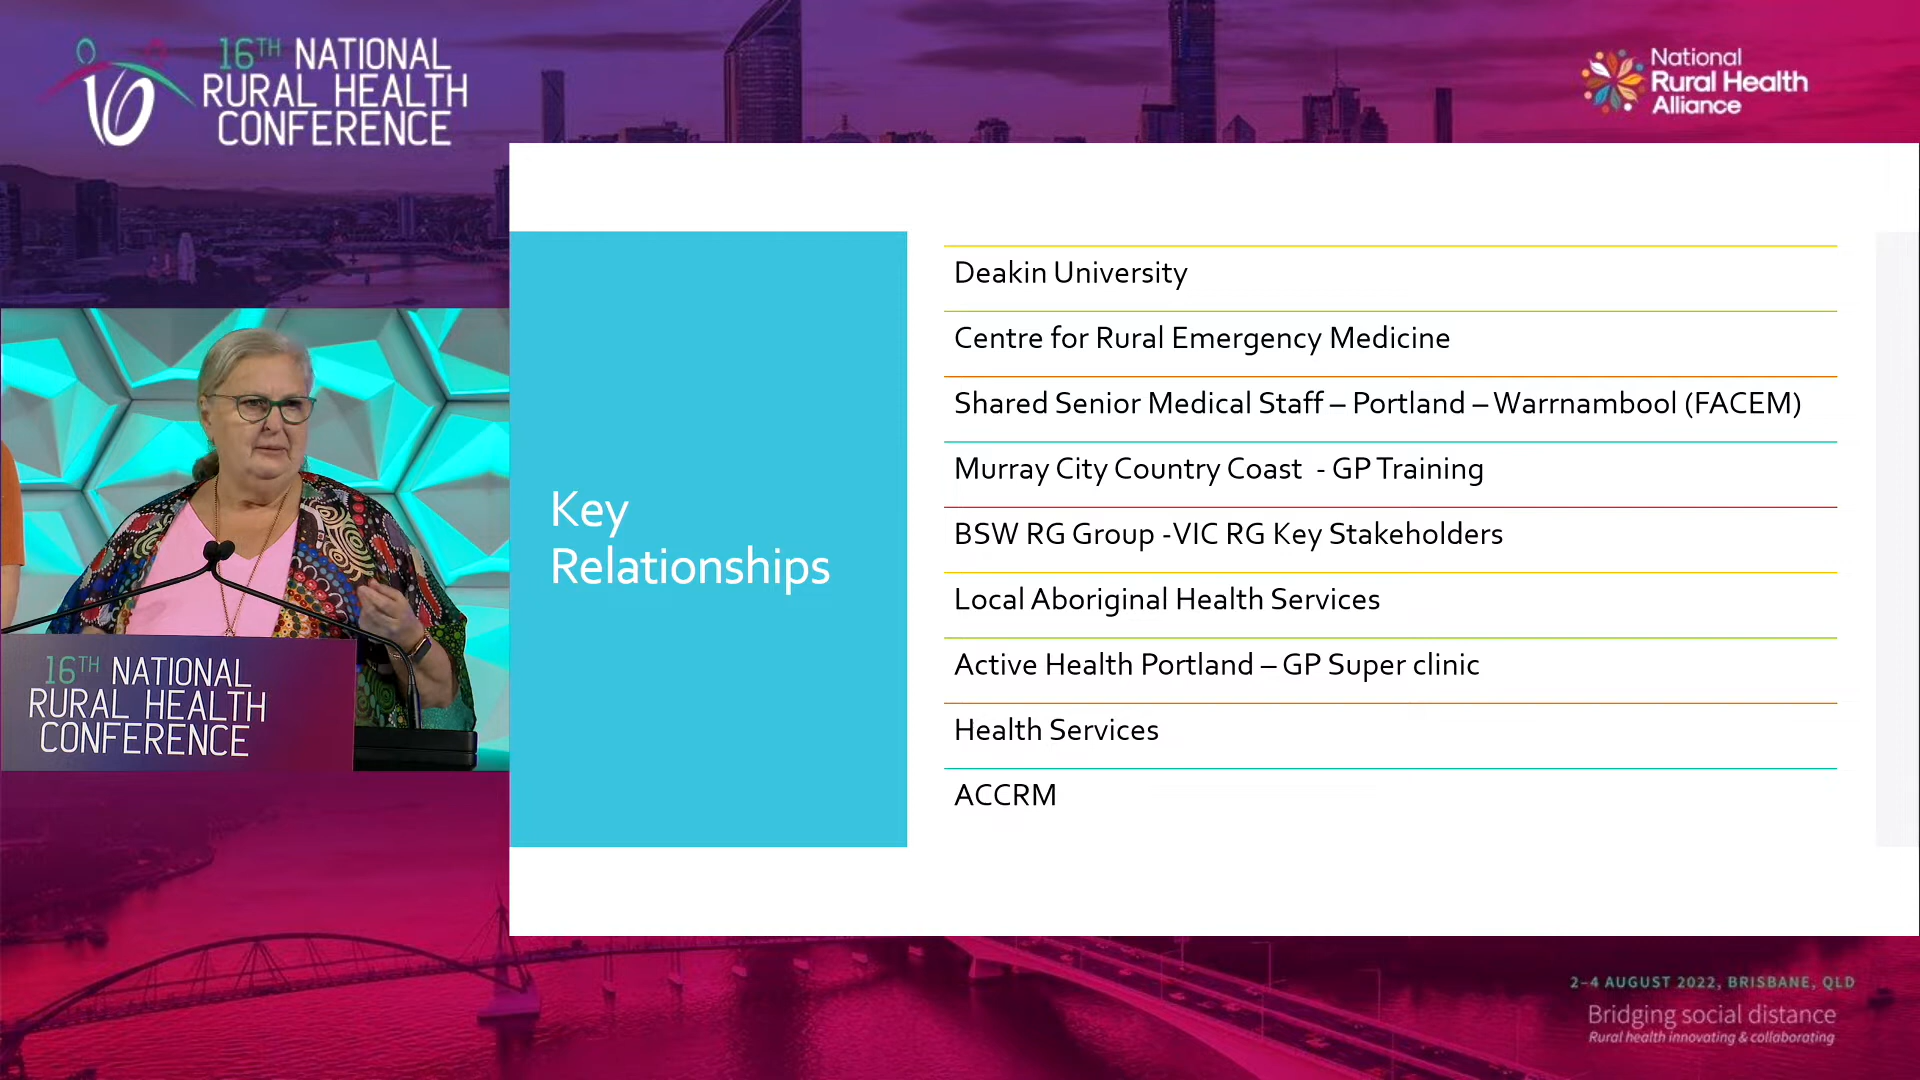 16TH NATIONAL
RURAL HEALTH
CONFERENCE
National
Rural Health
Alliance
Key
Relationships
Deakin University
Centre for Rural Emergency Medicine
Shared Senior Medical Staff – Portland – Warrnambool (FACEM)
Murray City Country Coast - GP Training
BSW RG Group -VIC RG Key Stakeholders
Local Aboriginal Health Services
Active Health Portland – GP Super clinic
Health Services
ACCRM
16TH NATIONAL
RURAL HEALTH
CONFERENCE
2–4 AUGUST 2022, BRISBANE, QLD
Bridging social distance
Rural health innovating & collaborating